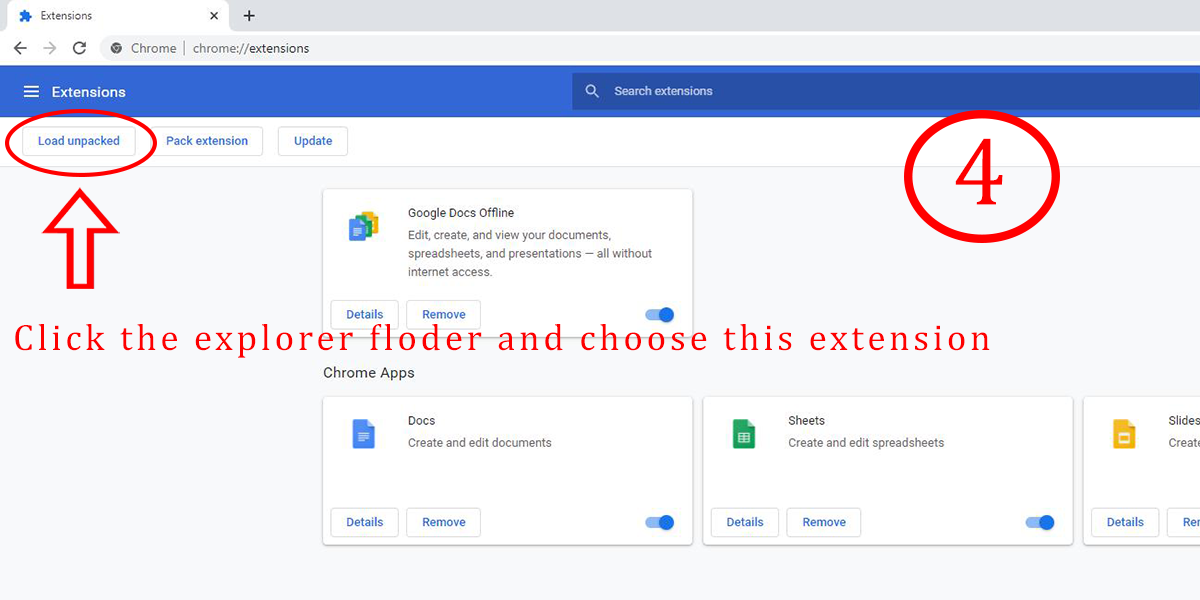 Extensions
Chrome | chrome://extensions
Extensions
Search extensions
Load unpacked
Pack extension
Update
4
Google Docs Offline
Edit, create, and view your documents,
spreadsheets, and presentations — all without
internet access.
Details
Remove
Click the explorer floder and choose this extension
Chrome Apps
Docs
Create and edit documents
Details
Remove
Sheets
Create and edit spreadsheets
Details
Remove
Slides
Create
Details
Rer